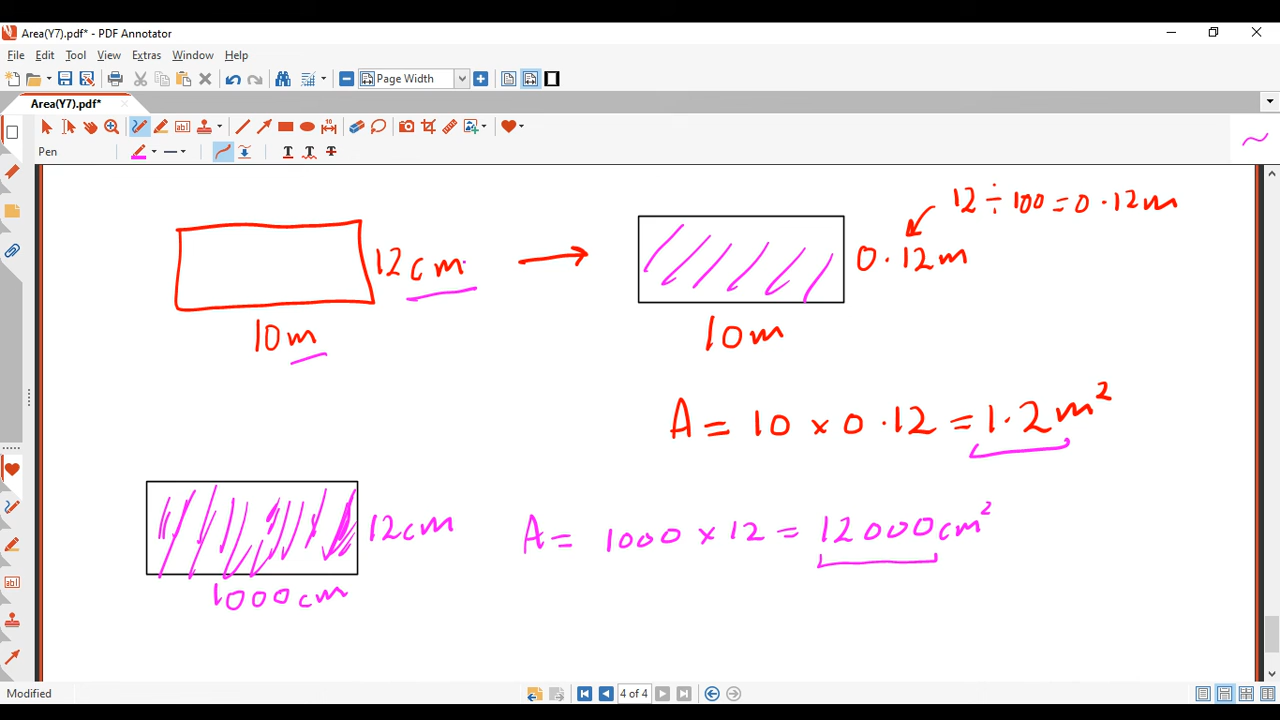 Area(Y7).pdf* - PDF Annotator
File Edit Tool View Extras Window Help
Page Width
Area(Y7).pdf*
Pen
12 ÷ 100 = 0.12m
12cm
0.12m
10m
10m
A = 10 × 0.12 = 1.2m²
12cm
A = 1000 × 12 = 12000cm²
1000cm
Modified
4 of 4